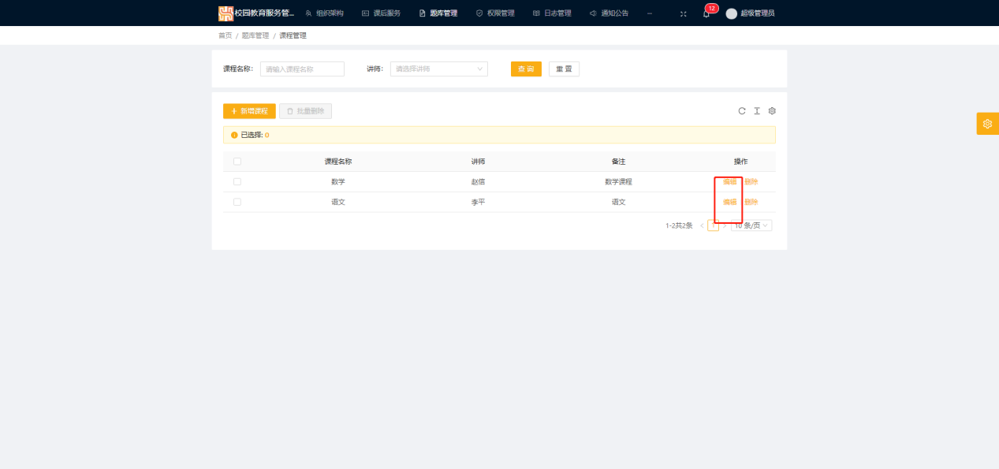 校园教育服务管... 组织架构 课后服务 题库管理 权限管理 日志管理 通知公告 12 超级管理员
首页 / 题库管理 / 课程管理
课程名称: 请输入课程名称 讲师: 请选择讲师 查 询 重 置
+ 新增课程 批量删除
已选择: 0
课程名称 讲师 备注 操作
数学 赵信 数学课程 编辑 删除
语文 李平 语文 编辑 删除
1-2共2条 < 1 > 10 条/页